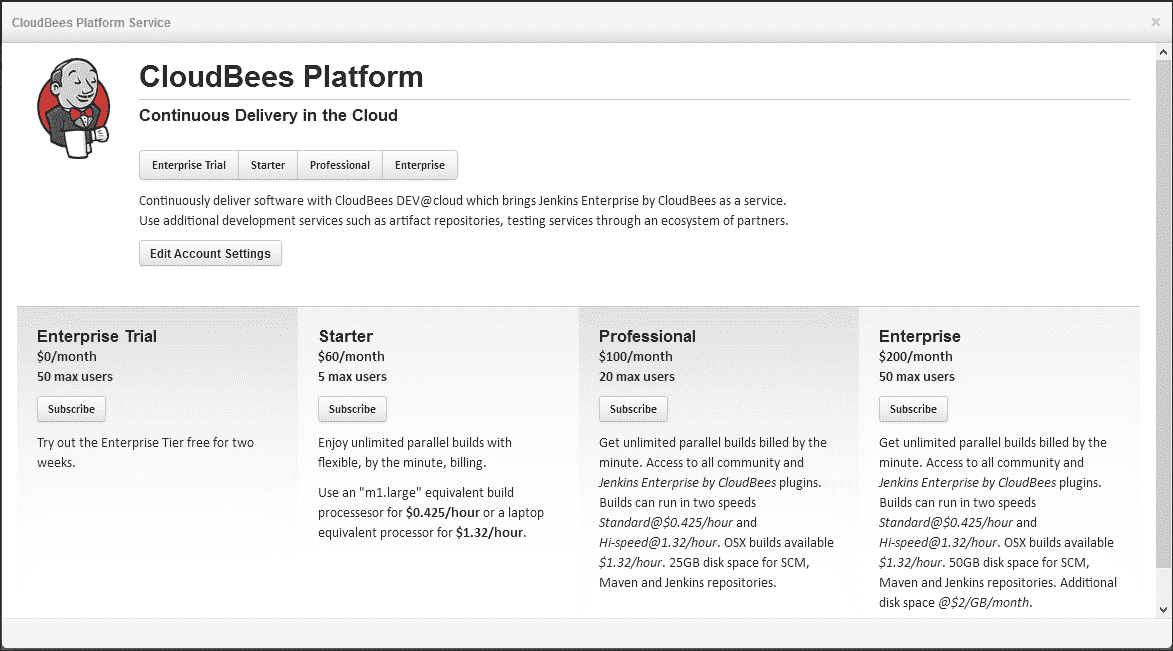 CloudBees Platform Service
×
CloudBees Platform
Continuous Delivery in the Cloud
Enterprise Trial Starter Professional Enterprise
Continuously deliver software with CloudBees DEV@cloud which brings Jenkins Enterprise by CloudBees as a service.
Use additional development services such as artifact repositories, testing services through an ecosystem of partners.
Edit Account Settings
Enterprise Trial
$0/month
50 max users
Subscribe
Try out the Enterprise Tier free for two
weeks.
Starter
$60/month
5 max users
Subscribe
Enjoy unlimited parallel builds with
flexible, by the minute, billing.
Use an "m1.large" equivalent build
processesor for $0.425/hour or a laptop
equivalent processor for $1.32/hour.
Professional
$100/month
20 max users
Subscribe
Get unlimited parallel builds billed by the
minute. Access to all community and
Jenkins Enterprise by CloudBees plugins.
Builds can run in two speeds
Standard@$0.425/hour and
Hi-speed@1.32/hour. OSX builds available
$1.32/hour. 25GB disk space for SCM,
Maven and Jenkins repositories.
Enterprise
$200/month
50 max users
Subscribe
Get unlimited parallel builds billed by the
minute. Access to all community and
Jenkins Enterprise by CloudBees plugins.
Builds can run in two speeds
Standard@$0.425/hour and
Hi-speed@1.32/hour. OSX builds available
$1.32/hour. 50GB disk space for SCM,
Maven and Jenkins repositories. Additional
disk space @$2/GB/month.